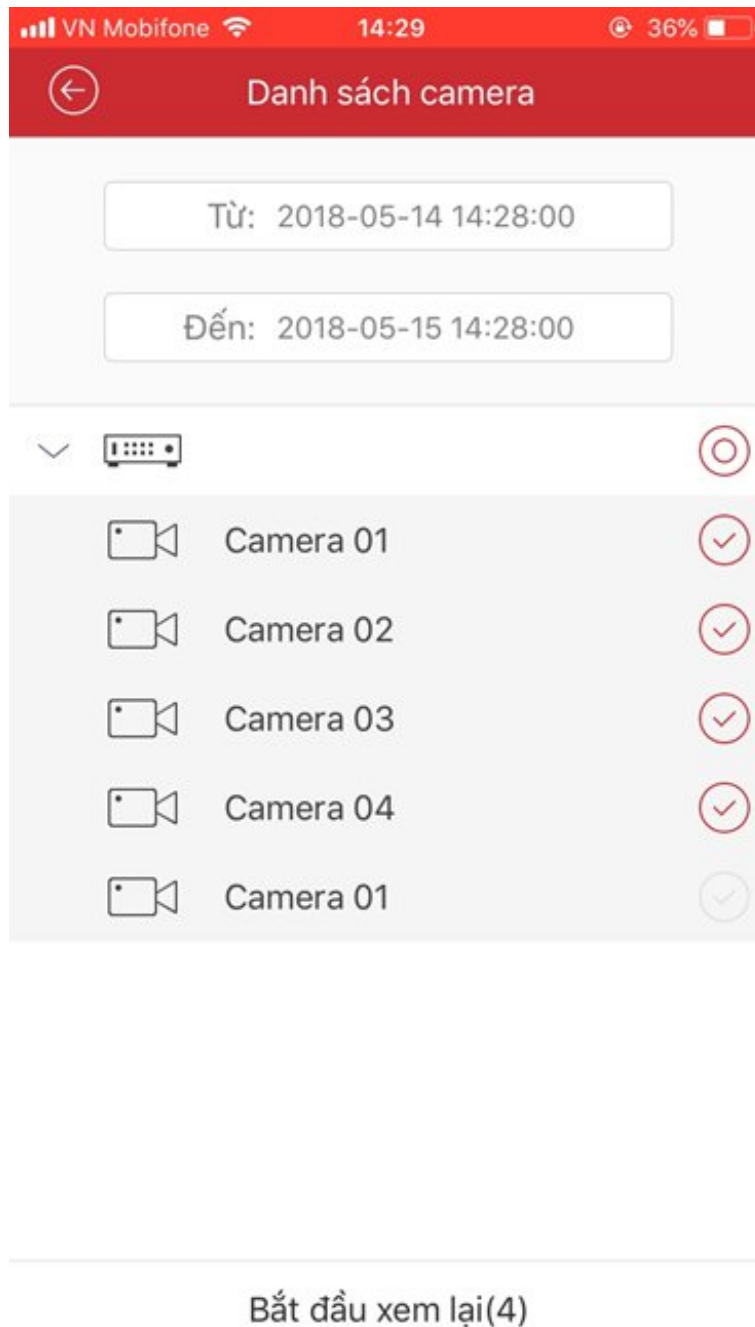 VN Mobifone 14:29 36%
Danh sách camera
Từ: 2018-05-14 14:28:00
Đến: 2018-05-15 14:28:00
Camera 01
Camera 02
Camera 03
Camera 04
Camera 01
Bắt đầu xem lại(4)